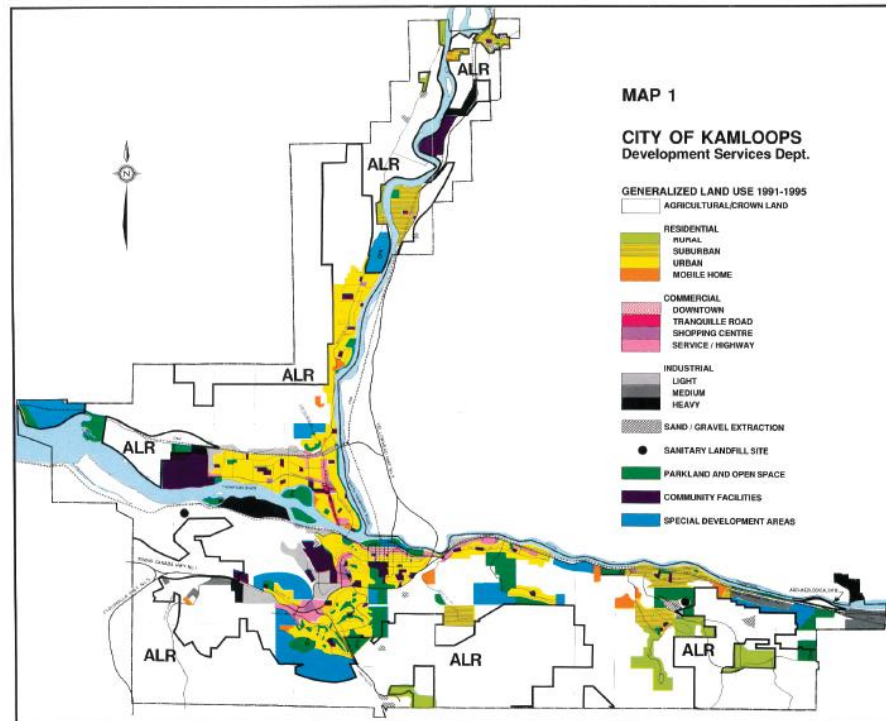 ALR
ALR
ALR
ALR
ALR
ALR
ALR
N
MAP 1
CITY OF KAMLOOPS
Development Services Dept.
GENERALIZED LAND USE 1991-1995
AGRICULTURAL/CROWN LAND
RESIDENTIAL
RURAL
SUBURBAN
URBAN
MOBILE HOME
COMMERCIAL
DOWNTOWN
TRANQUILLE ROAD
SHOPPING CENTRE
SERVICE / HIGHWAY
INDUSTRIAL
LIGHT
MEDIUM
HEAVY
SAND / GRAVEL EXTRACTION
SANITARY LANDFILL SITE
PARKLAND AND OPEN SPACE
COMMUNITY FACILITIES
SPECIAL DEVELOPMENT AREAS